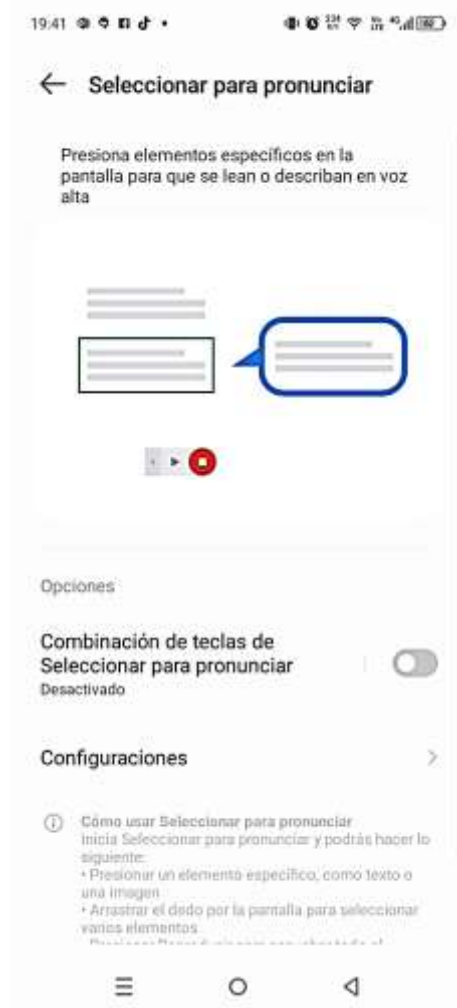 19:41
Seleccionar para pronunciar
Presiona elementos específicos en la
pantalla para que se lean o describan en voz
alta
Opciones
Combinación de teclas de
Seleccionar para pronunciar
Desactivado
Configuraciones
Cómo usar Seleccionar para pronunciar
Inicia Seleccionar para pronunciar y podrás hacer lo
siguiente:
• Presionar un elemento específico, como texto o
una imagen
• Arrastrar el dedo por la pantalla para seleccionar
varios elementos